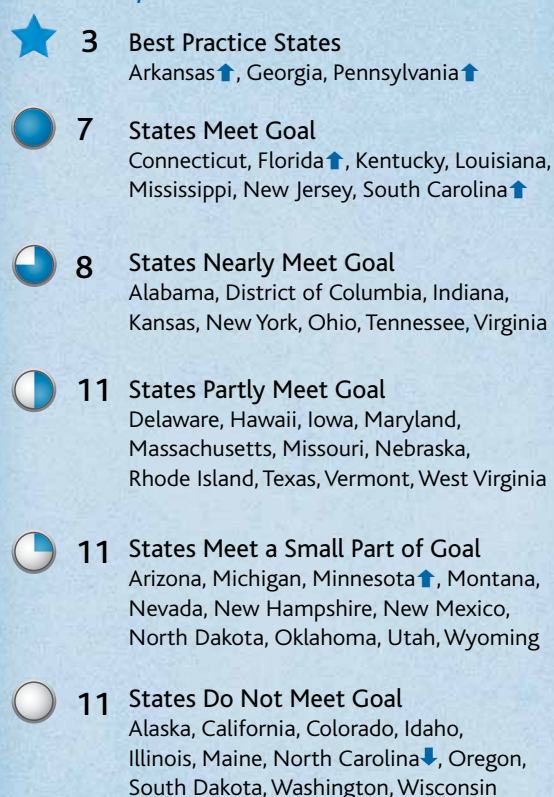 3 Best Practice States
Arkansas⬆, Georgia, Pennsylvania⬆
7 States Meet Goal
Connecticut, Florida⬆, Kentucky, Louisiana,
Mississippi, New Jersey, South Carolina⬆
8 States Nearly Meet Goal
Alabama, District of Columbia, Indiana,
Kansas, New York, Ohio, Tennessee, Virginia
11 States Partly Meet Goal
Delaware, Hawaii, Iowa, Maryland,
Massachusetts, Missouri, Nebraska,
Rhode Island, Texas, Vermont, West Virginia
11 States Meet a Small Part of Goal
Arizona, Michigan, Minnesota⬆, Montana,
Nevada, New Hampshire, New Mexico,
North Dakota, Oklahoma, Utah, Wyoming
11 States Do Not Meet Goal
Alaska, California, Colorado, Idaho,
Illinois, Maine, North Carolina⬇, Oregon,
South Dakota, Washington, Wisconsin